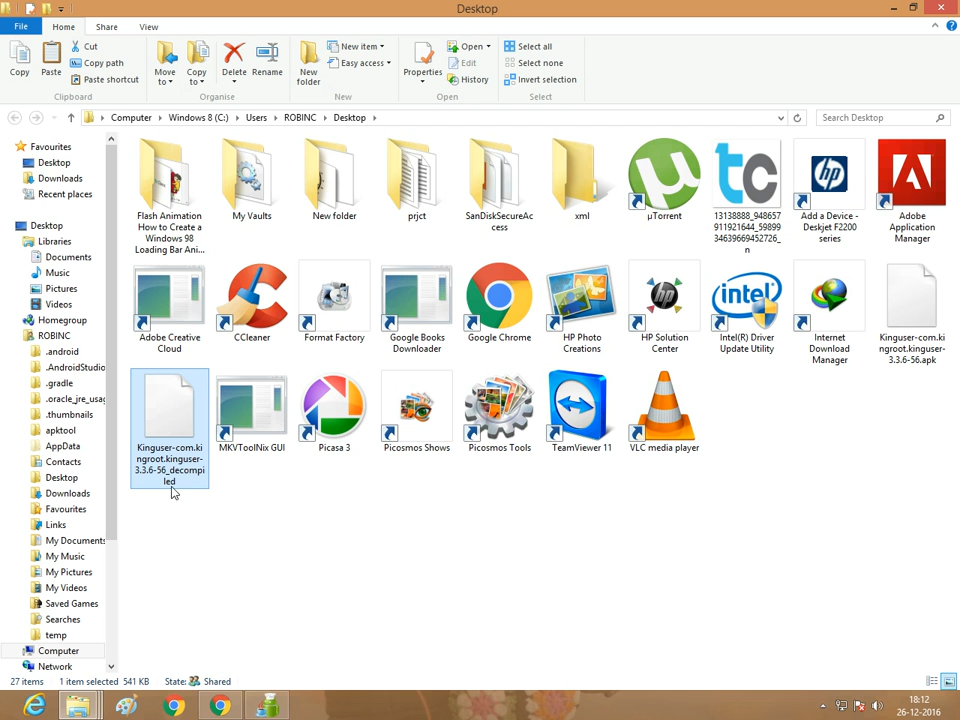 Desktop
File Home Share View
Copy
Paste
Cut
Copy path
Paste shortcut
Clipboard
Move to
Copy to
Delete
Rename
Organise
New folder
New item
Easy access
New
Properties
Open
Edit
History
Open
Select all
Select none
Invert selection
Select
Computer Windows 8 (C:) Users ROBINC Desktop
Search Desktop
Favourites
Desktop
Downloads
Recent places
Desktop
Libraries
Documents
Music
Pictures
Videos
Homegroup
ROBINC
.android
.AndroidStudio
.gradle
.oracle_jre_usag
.thumbnails
apktool
AppData
Contacts
Desktop
Downloads
Favourites
Links
My Documents
My Music
My Pictures
My Videos
Saved Games
Searches
temp
Computer
Network
Flash Animation
How to Create a
Windows 98
Loading Bar Ani...
My Vaults
New folder
prjct
SanDiskSecureAc
cess
xml
µTorrent
tc
13138888_948657
911921644_59899
34639669452726_
n
hp
Add a Device -
Deskjet F2200
series
Adobe
Application
Manager
Adobe Creative
Cloud
CCleaner
Format Factory
Google Books
Downloader
Google Chrome
HP Photo
Creations
hp
HP Solution
Center
intel
Intel(R) Driver
Update Utility
Internet
Download
Manager
Kinguser-com.ki
ngroot.kinguser-
3.3.6-56.apk
Kinguser-com.ki
ngroot.kinguser-
3.3.6-56_decompi
led
MKVToolNix GUI
Picasa 3
Picosmos Shows
Picosmos Tools
TeamViewer 11
VLC media player
27 items 1 item selected 541 KB State: Shared
18:12
26-12-2016